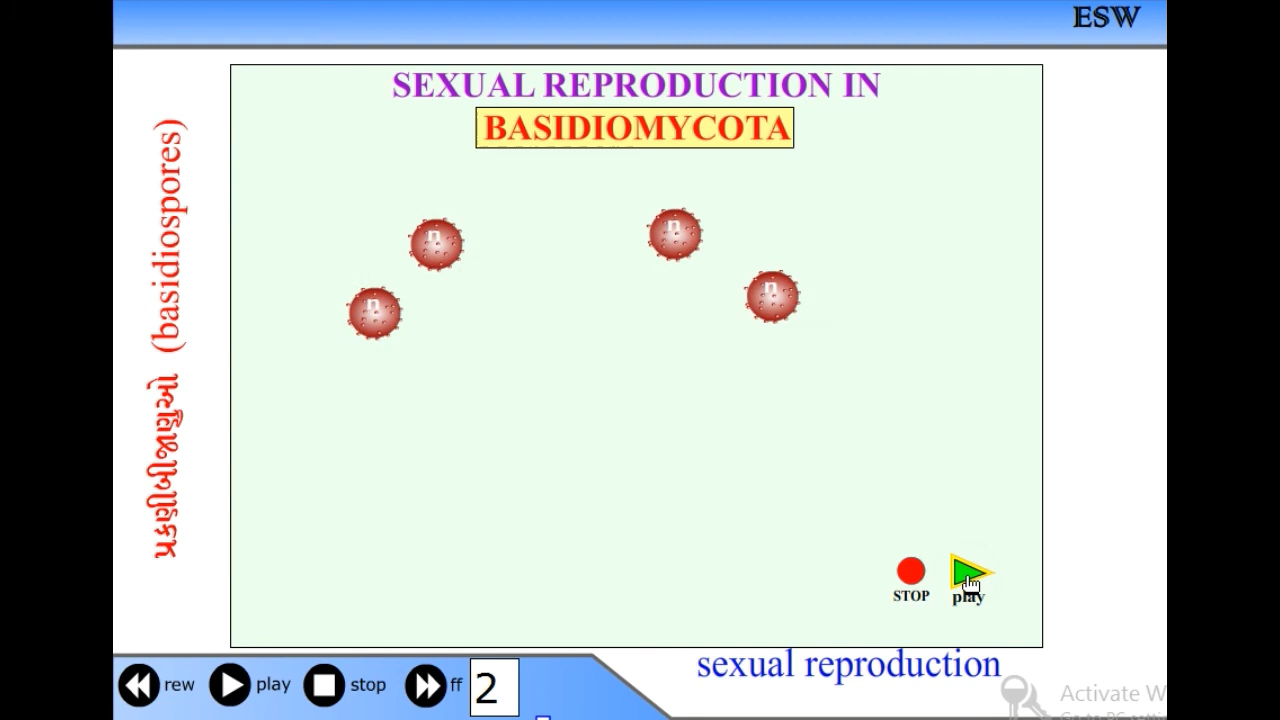 ESW
SEXUAL REPRODUCTION IN
BASIDIOMYCOTA
પ્રકણીબીજાણુઓ (basidiospores)
n
n
n
n
STOP
play
sexual reproduction
rew
play
stop
ff
2
Activate W